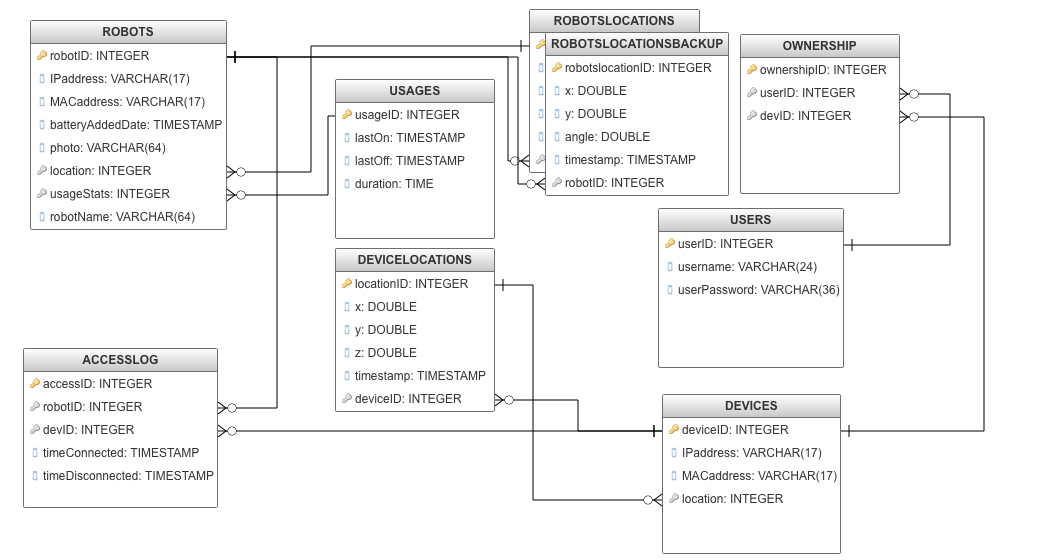 ROBOTS
robotID: INTEGER
IPaddress: VARCHAR(17)
MACaddress: VARCHAR(17)
batteryAddedDate: TIMESTAMP
photo: VARCHAR(64)
location: INTEGER
usageStats: INTEGER
robotName: VARCHAR(64)
USAGES
usageID: INTEGER
lastOn: TIMESTAMP
lastOff: TIMESTAMP
duration: TIME
ROBOTSLOCATIONS
ROBOTSLOCATIONSBACKUP
robotslocationID: INTEGER
x: DOUBLE
y: DOUBLE
angle: DOUBLE
timestamp: TIMESTAMP
robotID: INTEGER
OWNERSHIP
ownershipID: INTEGER
userID: INTEGER
devID: INTEGER
USERS
userID: INTEGER
username: VARCHAR(24)
userPassword: VARCHAR(36)
DEVICELOCATIONS
locationID: INTEGER
x: DOUBLE
y: DOUBLE
z: DOUBLE
timestamp: TIMESTAMP
deviceID: INTEGER
ACCESSLOG
accessID: INTEGER
robotID: INTEGER
devID: INTEGER
timeConnected: TIMESTAMP
timeDisconnected: TIMESTAMP
DEVICES
deviceID: INTEGER
IPaddress: VARCHAR(17)
MACaddress: VARCHAR(17)
location: INTEGER